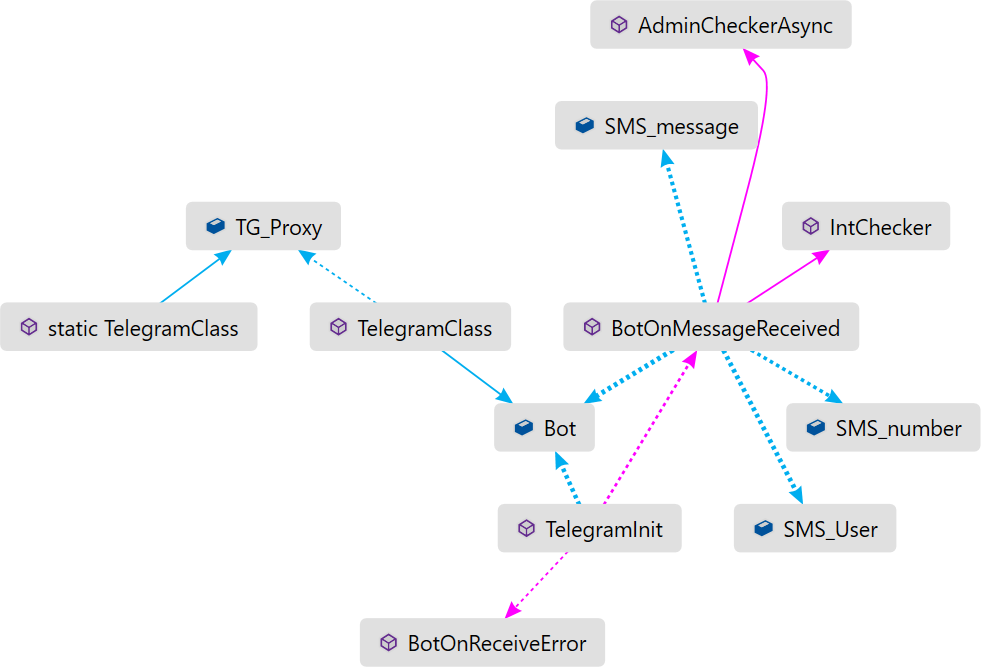 AdminCheckerAsync
SMS_message
TG_Proxy
IntChecker
static TelegramClass
TelegramClass
BotOnMessageReceived
Bot
SMS_number
TelegramInit
SMS_User
BotOnReceiveError